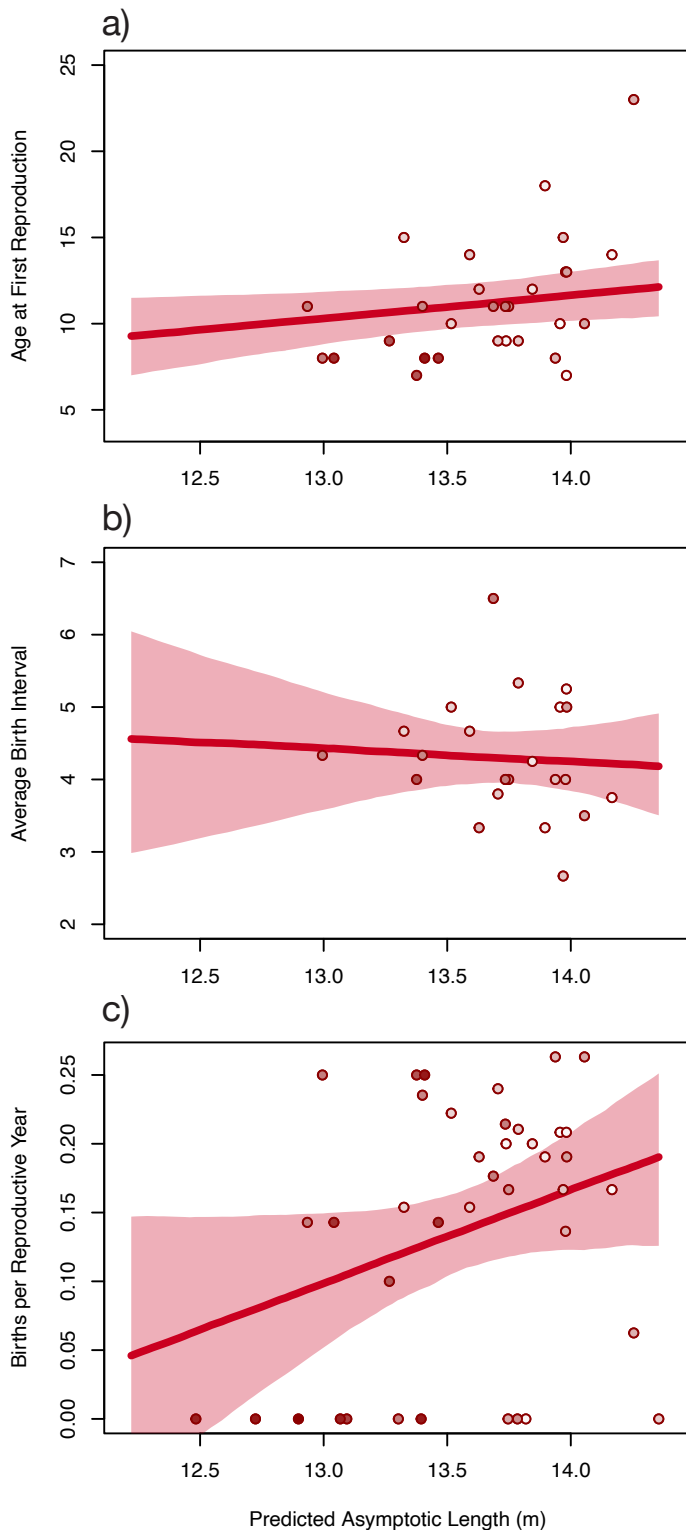 a)
Age at First Reproduction
25
20
15
10
5
12.5 13.0 13.5 14.0
b)
Average Birth Interval
7
6
5
4
3
2
12.5 13.0 13.5 14.0
c)
Births per Reproductive Year
0.25
0.20
0.15
0.10
0.05
0.00
12.5 13.0 13.5 14.0
Predicted Asymptotic Length (m)